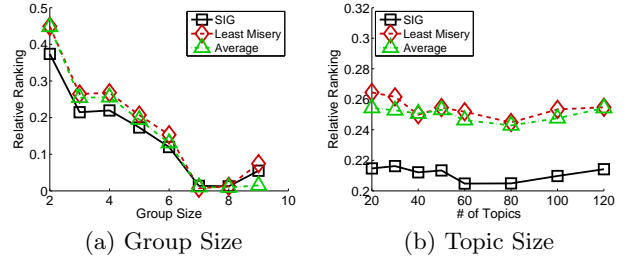 0.5
0.4
0.3
0.2
0.1
0
2
4
6
8
10
Relative Ranking
Group Size
SIG
Least Misery
Average
(a) Group Size
0.32
0.3
0.28
0.26
0.24
0.22
0.2
20
40
60
80
100
120
Relative Ranking
# of Topics
SIG
Least Misery
Average
(b) Topic Size